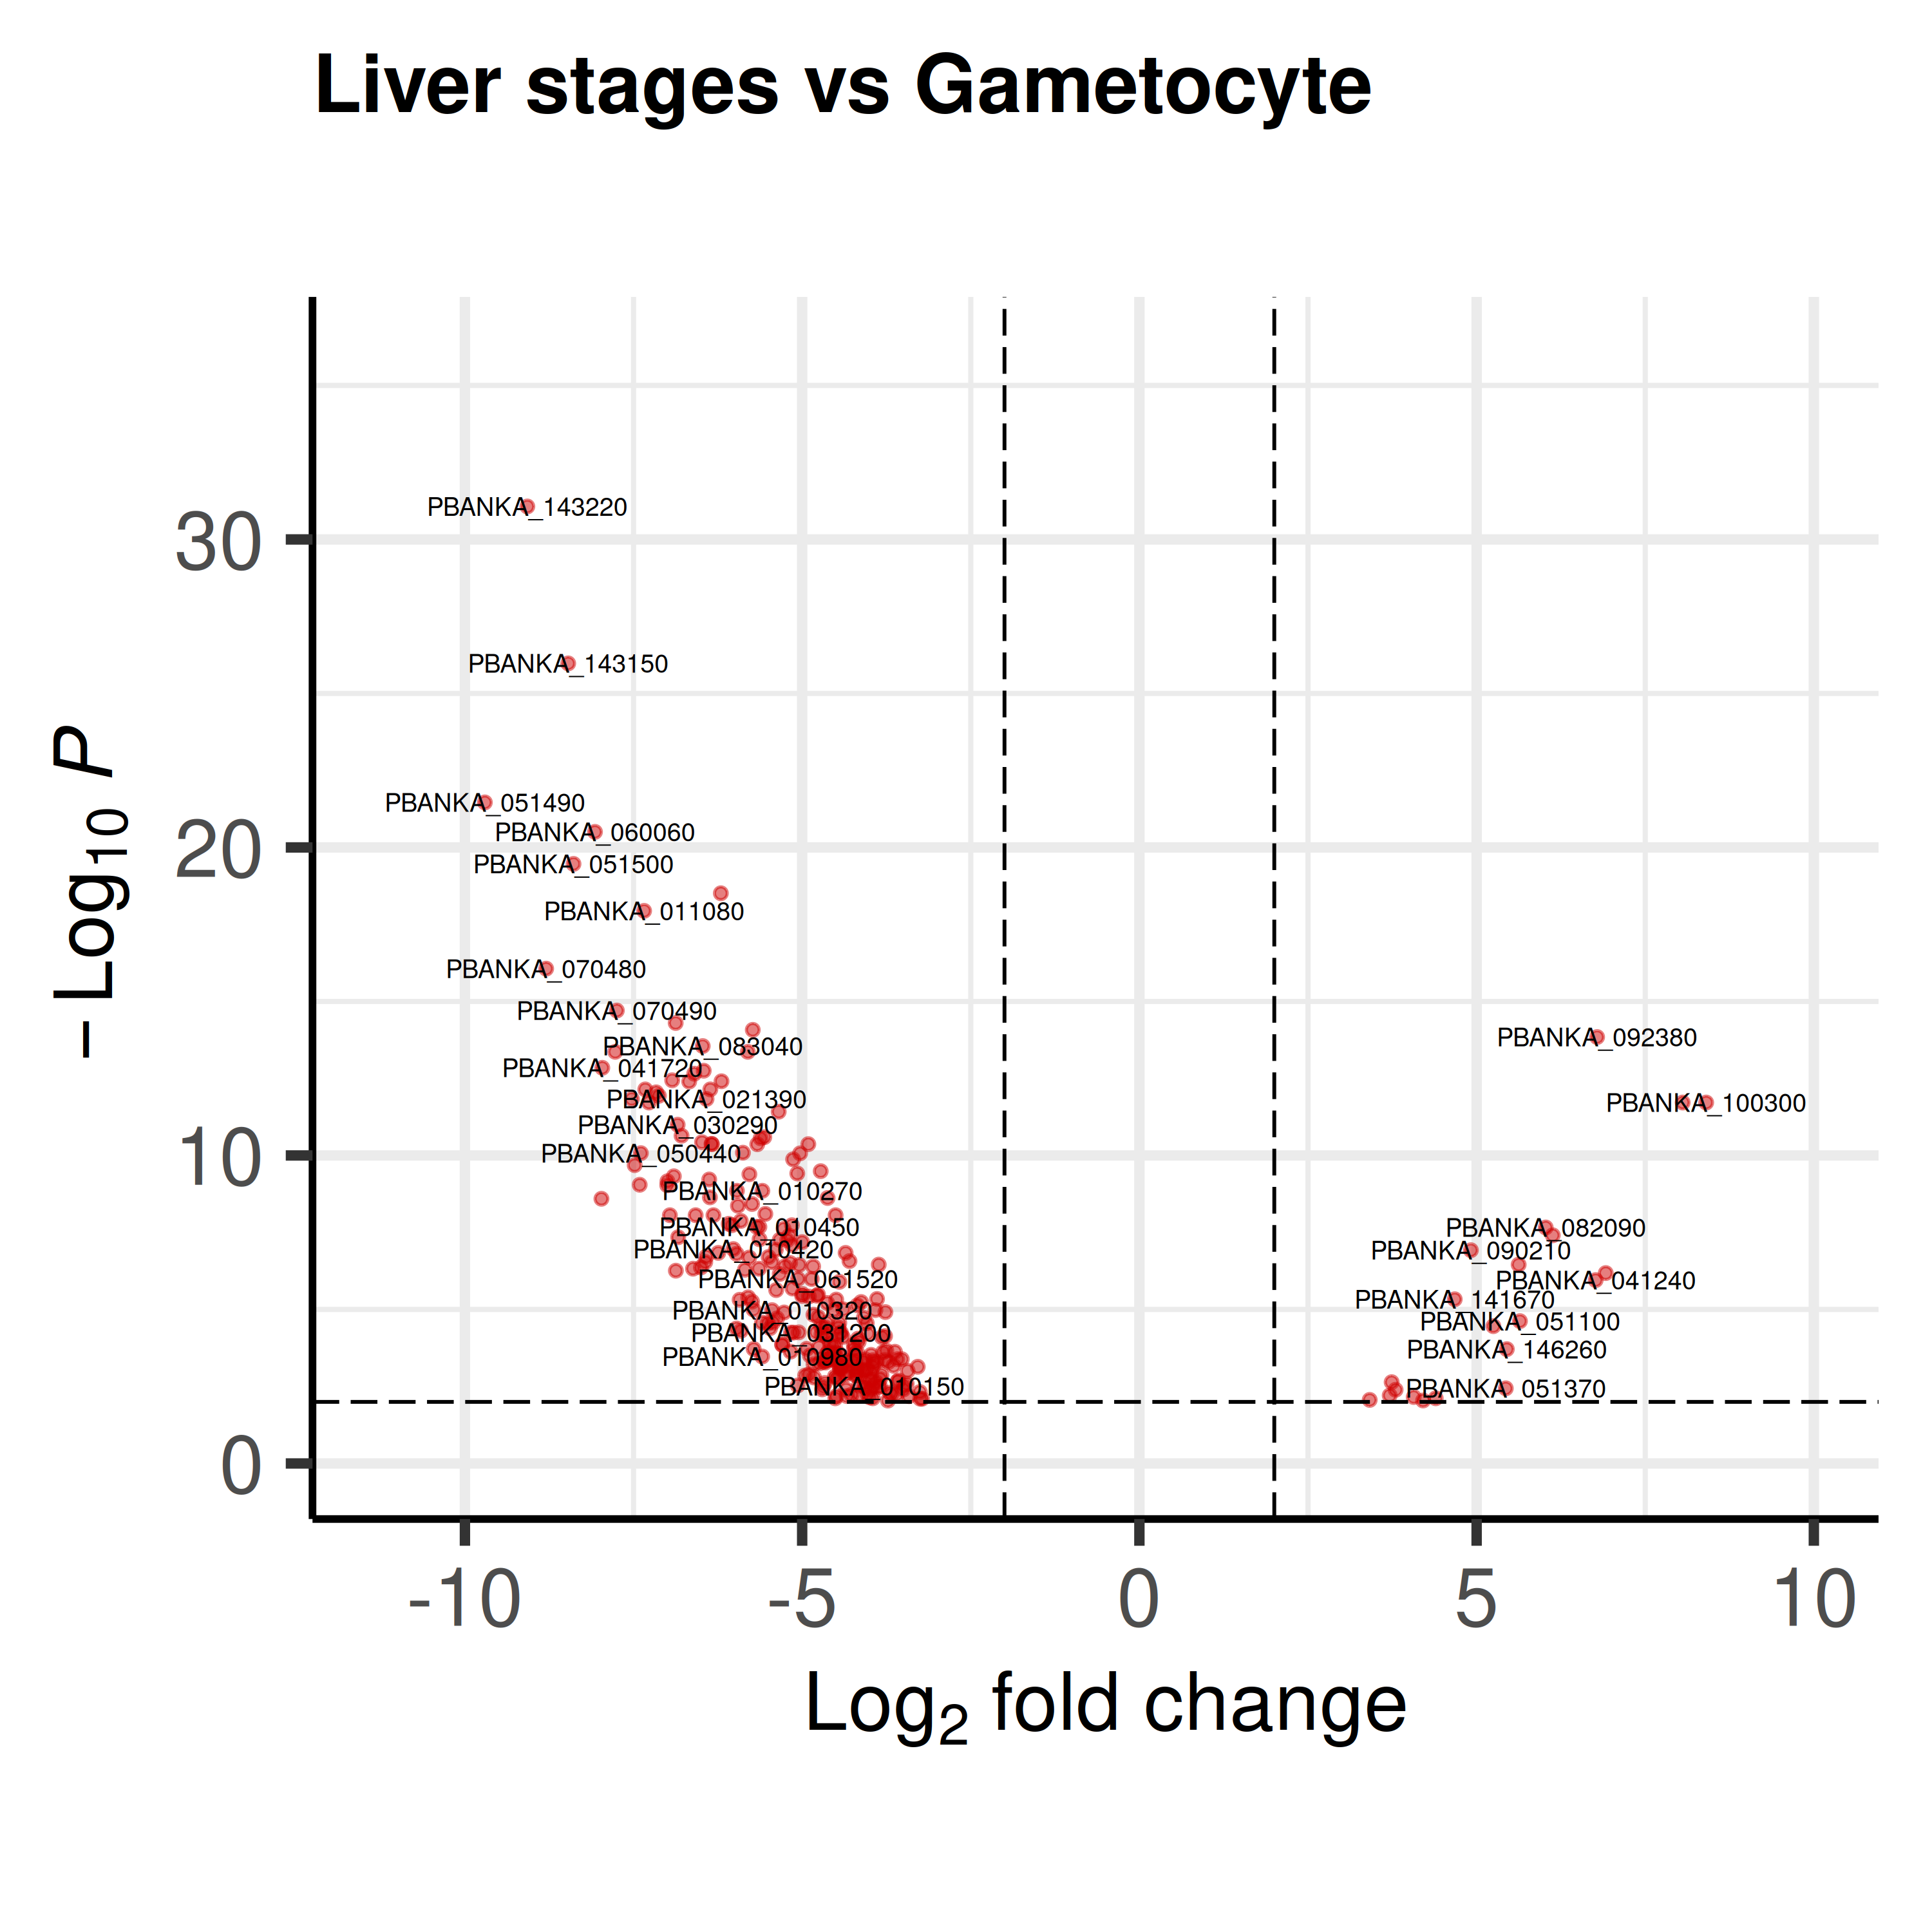 Liver stages vs Gametocyte
− Log10 P
30
20
10
0
PBANKA_143220
PBANKA_143150
PBANKA_051490
PBANKA_060060
PBANKA_051500
PBANKA_011080
PBANKA_070480
PBANKA_070490
PBANKA_092380
PBANKA_083040
PBANKA_041720
PBANKA_021390
PBANKA_100300
PBANKA_030290
PBANKA_050440
PBANKA_010270
PBANKA_010450
PBANKA_082090
PBANKA_010420
PBANKA_090210
PBANKA_061520
PBANKA_041240
PBANKA_141670
PBANKA_010320
PBANKA_051100
PBANKA_031200
PBANKA_146260
PBANKA_010980
PBANKA_010150
PBANKA_051370
-10 -5 0 5 10
Log2 fold change